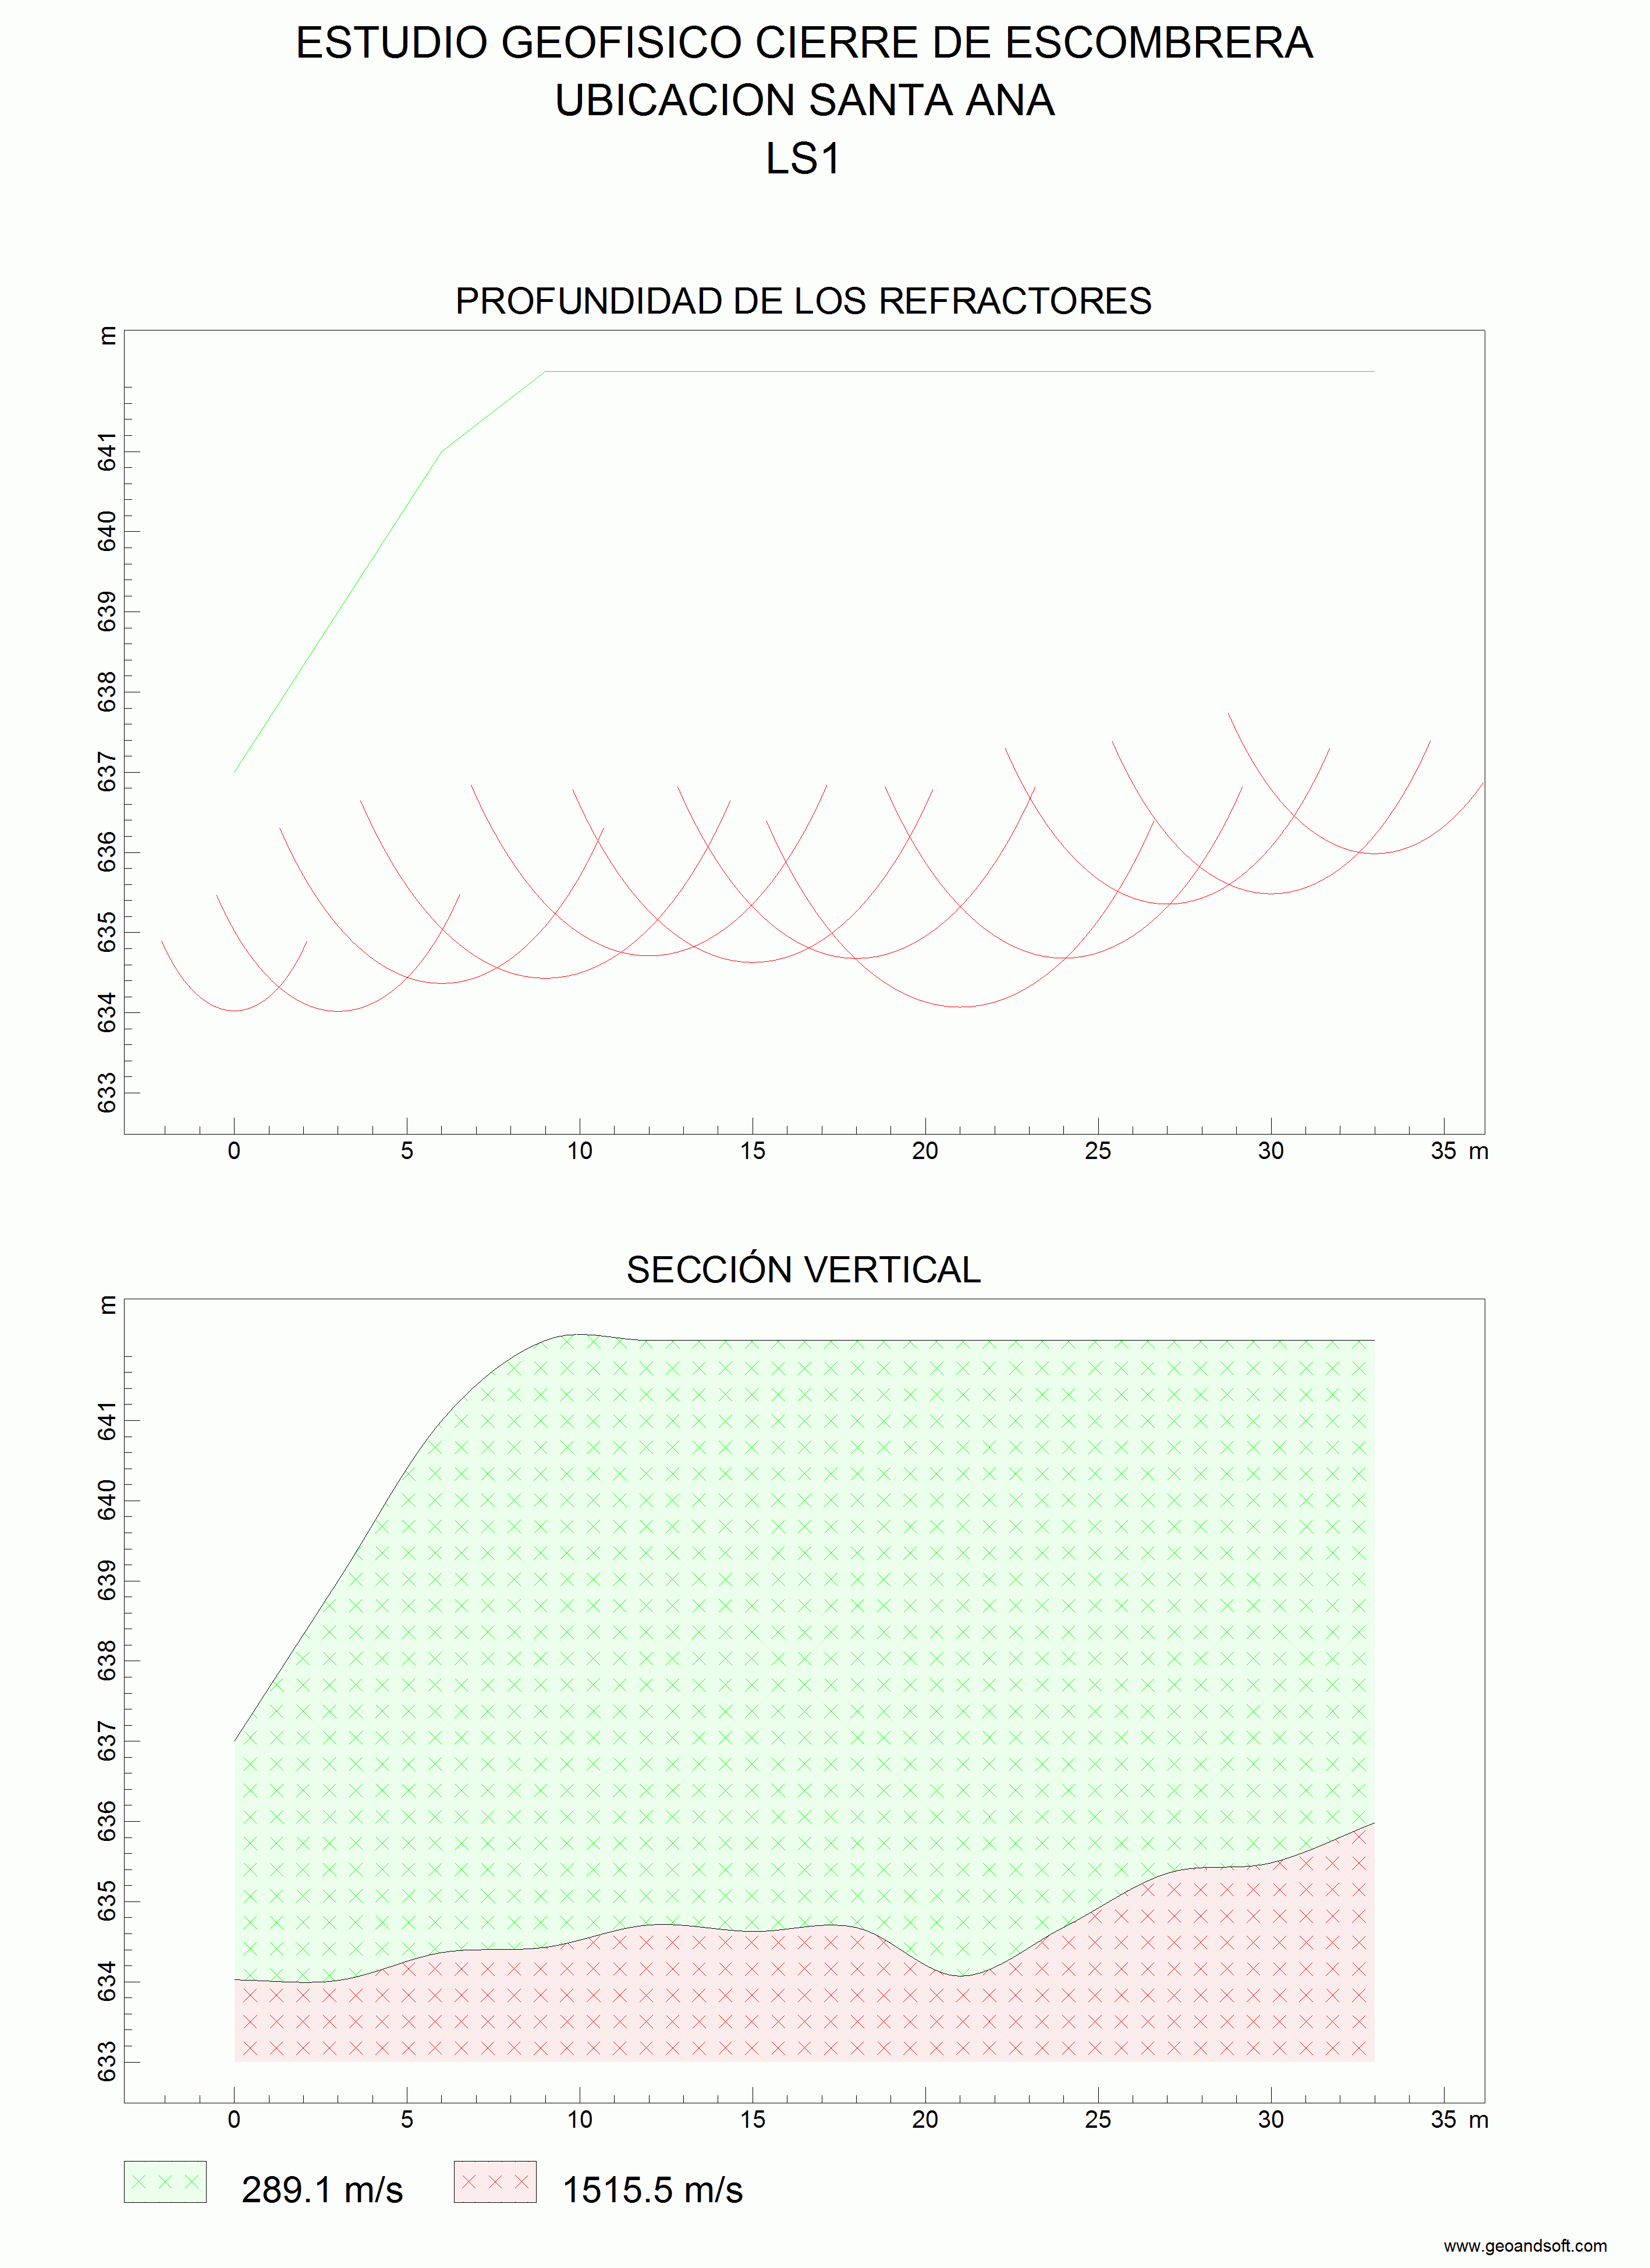 ESTUDIO GEOFISICO CIERRE DE ESCOMBRERA
UBICACION SANTA ANA
LS1
PROFUNDIDAD DE LOS REFRACTORES
m
641
640
639
638
637
636
635
634
633
0 5 10 15 20 25 30 35 m
SECCIÓN VERTICAL
m
641
640
639
638
637
636
635
634
633
0 5 10 15 20 25 30 35 m
289.1 m/s 1515.5 m/s
www.geoandsoft.com